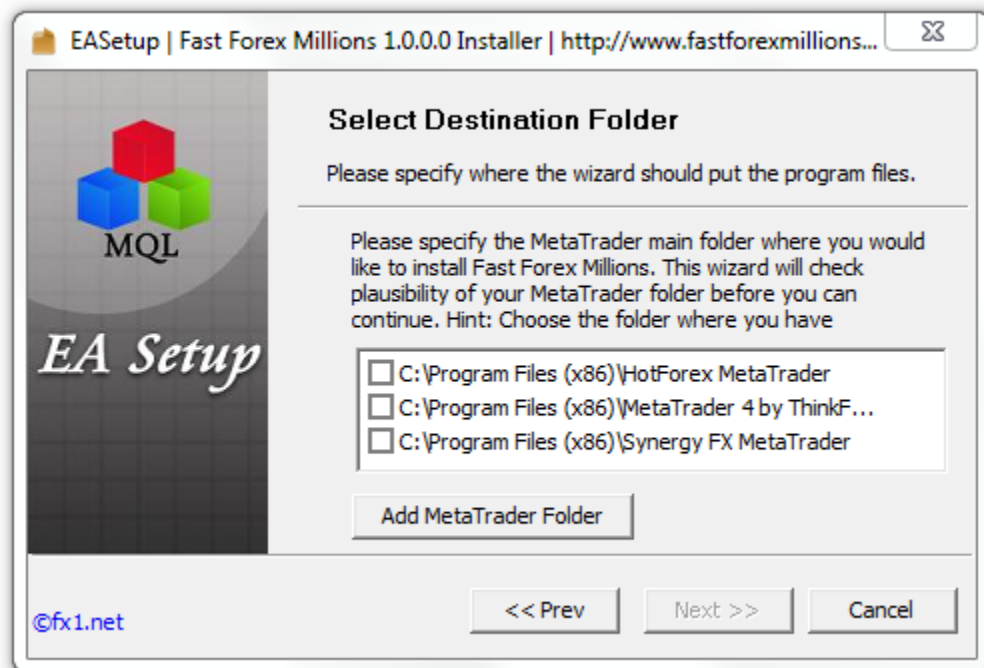 EASetup | Fast Forex Millions 1.0.0.0 Installer | http://www.fastforexmillions...
MQL
EA Setup
Select Destination Folder
Please specify where the wizard should put the program files.
Please specify the MetaTrader main folder where you would
like to install Fast Forex Millions. This wizard will check
plausibility of your MetaTrader folder before you can
continue. Hint: Choose the folder where you have
C:\Program Files (x86)\HotForex MetaTrader
C:\Program Files (x86)\MetaTrader 4 by ThinkF...
C:\Program Files (x86)\Synergy FX MetaTrader
Add MetaTrader Folder
©fx1.net
<< Prev
Next >>
Cancel